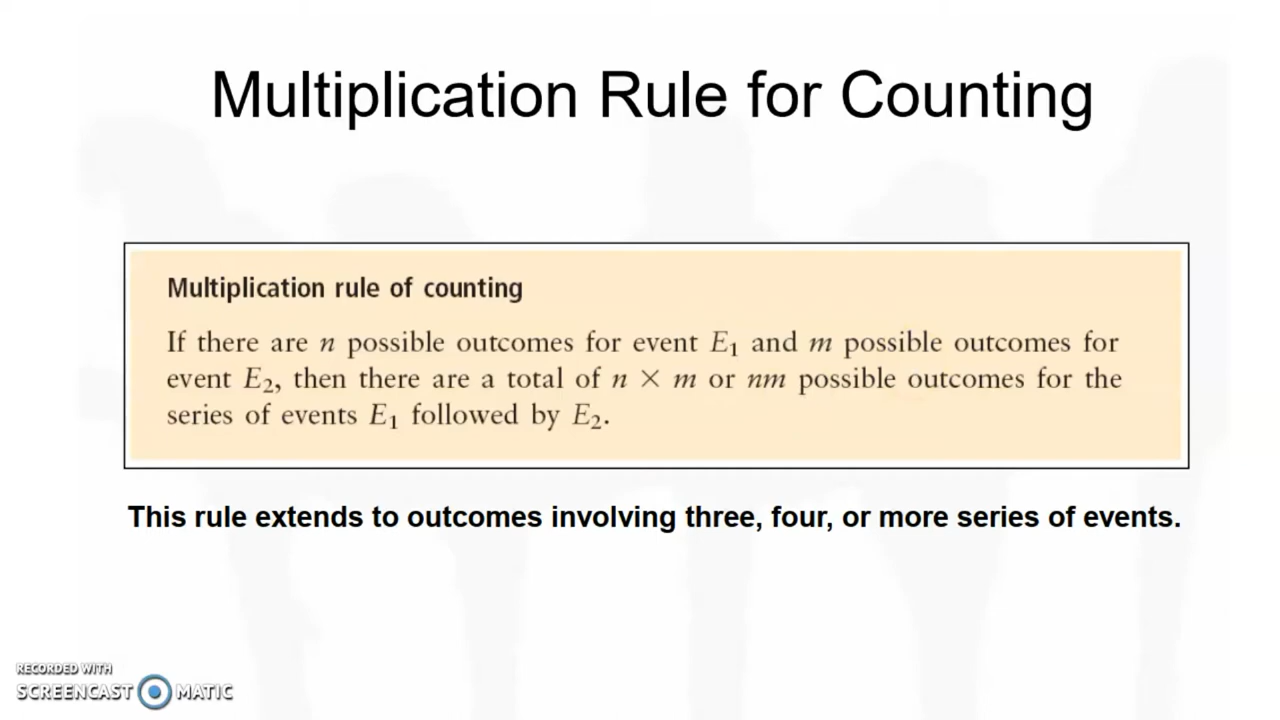 Multiplication Rule for Counting
Multiplication rule of counting
If there are n possible outcomes for event E₁ and m possible outcomes for
event E₂, then there are a total of n × m or nm possible outcomes for the
series of events E₁ followed by E₂.
This rule extends to outcomes involving three, four, or more series of events.
RECORDED WITH
SCREENCAST MATIC